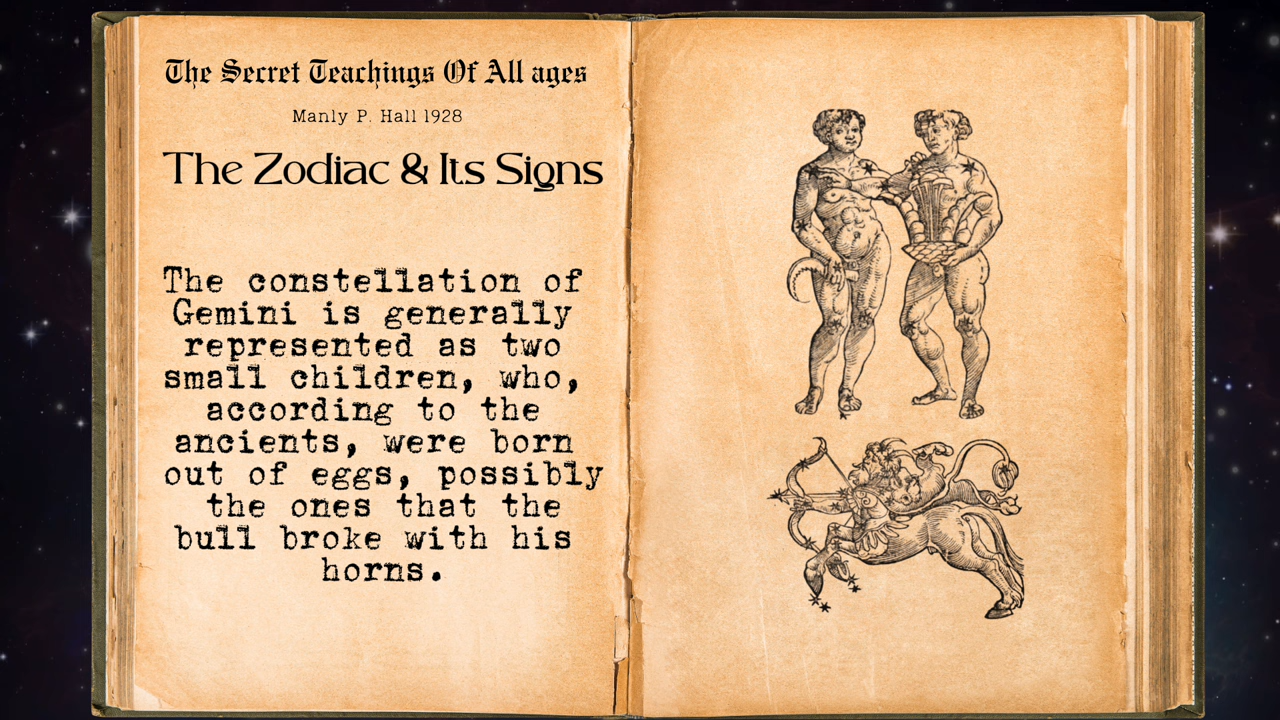 The Secret Teachings Of All ages
Manly P. Hall 1928
The Zodiac & Its Signs
The constellation of
Gemini is generally
represented as two
small children, who,
according to the
ancients, were born
out of eggs, possibly
the ones that the
bull broke with his
horns.